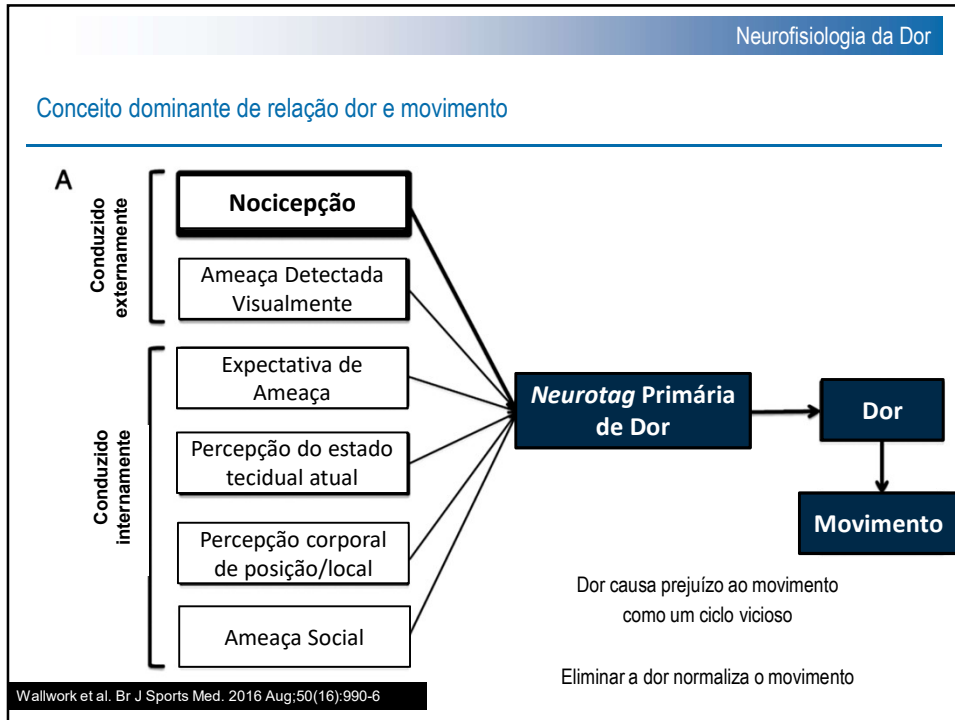 Neurofisiologia da Dor
Conceito dominante de relação dor e movimento
A
Conduzido
externamente
Nocicepção
Ameaça Detectada
Visualmente
Conduzido
internamente
Expectativa de
Ameaça
Percepção do estado
tecidual atual
Percepção corporal
de posição/local
Ameaça Social
Neurotag Primária
de Dor
Dor
Movimento
Dor causa prejuízo ao movimento
como um ciclo vicioso
Eliminar a dor normaliza o movimento
Wallwork et al. Br J Sports Med. 2016 Aug;50(16):990-6